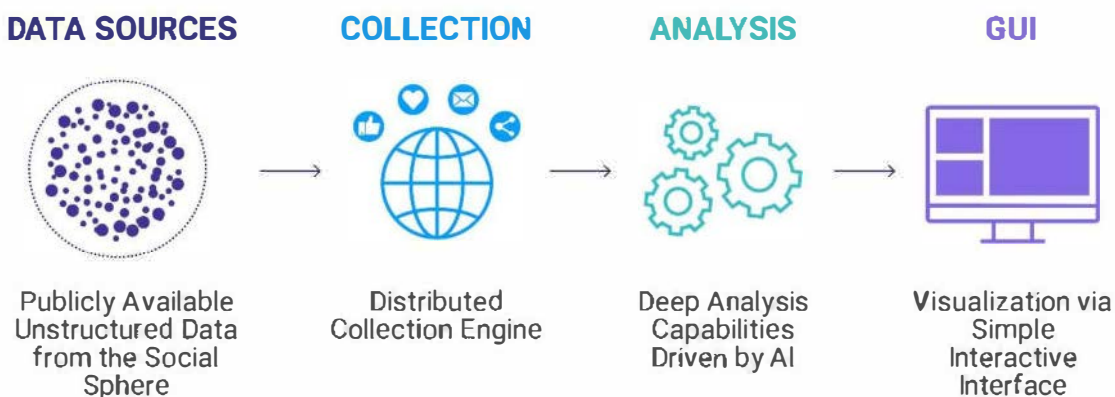 DATA SOURCES
COLLECTION
ANALYSIS
GUI
Publicly Available
Unstructured Data
from the Social
Sphere
Distributed
Collection Engine
Deep Analysis
Capabilities
Driven by AI
Visualization via
Simple
Interactive
Interface